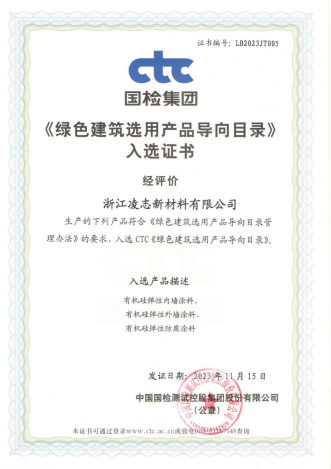 证书编号: LB2023JT005
ctc
国检集团
《绿色建筑选用产品导向目录》
入选证书
经评价
浙江凌志新材料有限公司
生产的下列产品符合《绿色建筑选用产品导向目录管
理办法》的要求，入选 CTC《绿色建筑选用产品导向目录》。
入选产品描述
有机硅弹性内墙涂料、
有机硅弹性外墙涂料、
有机硅弹性防腐涂料
发证日期：2023年11月15日
中国国检测试控股集团股份有限公司
（公章）
本证书可通过登录www.ctc.ac.cn或致电
查询